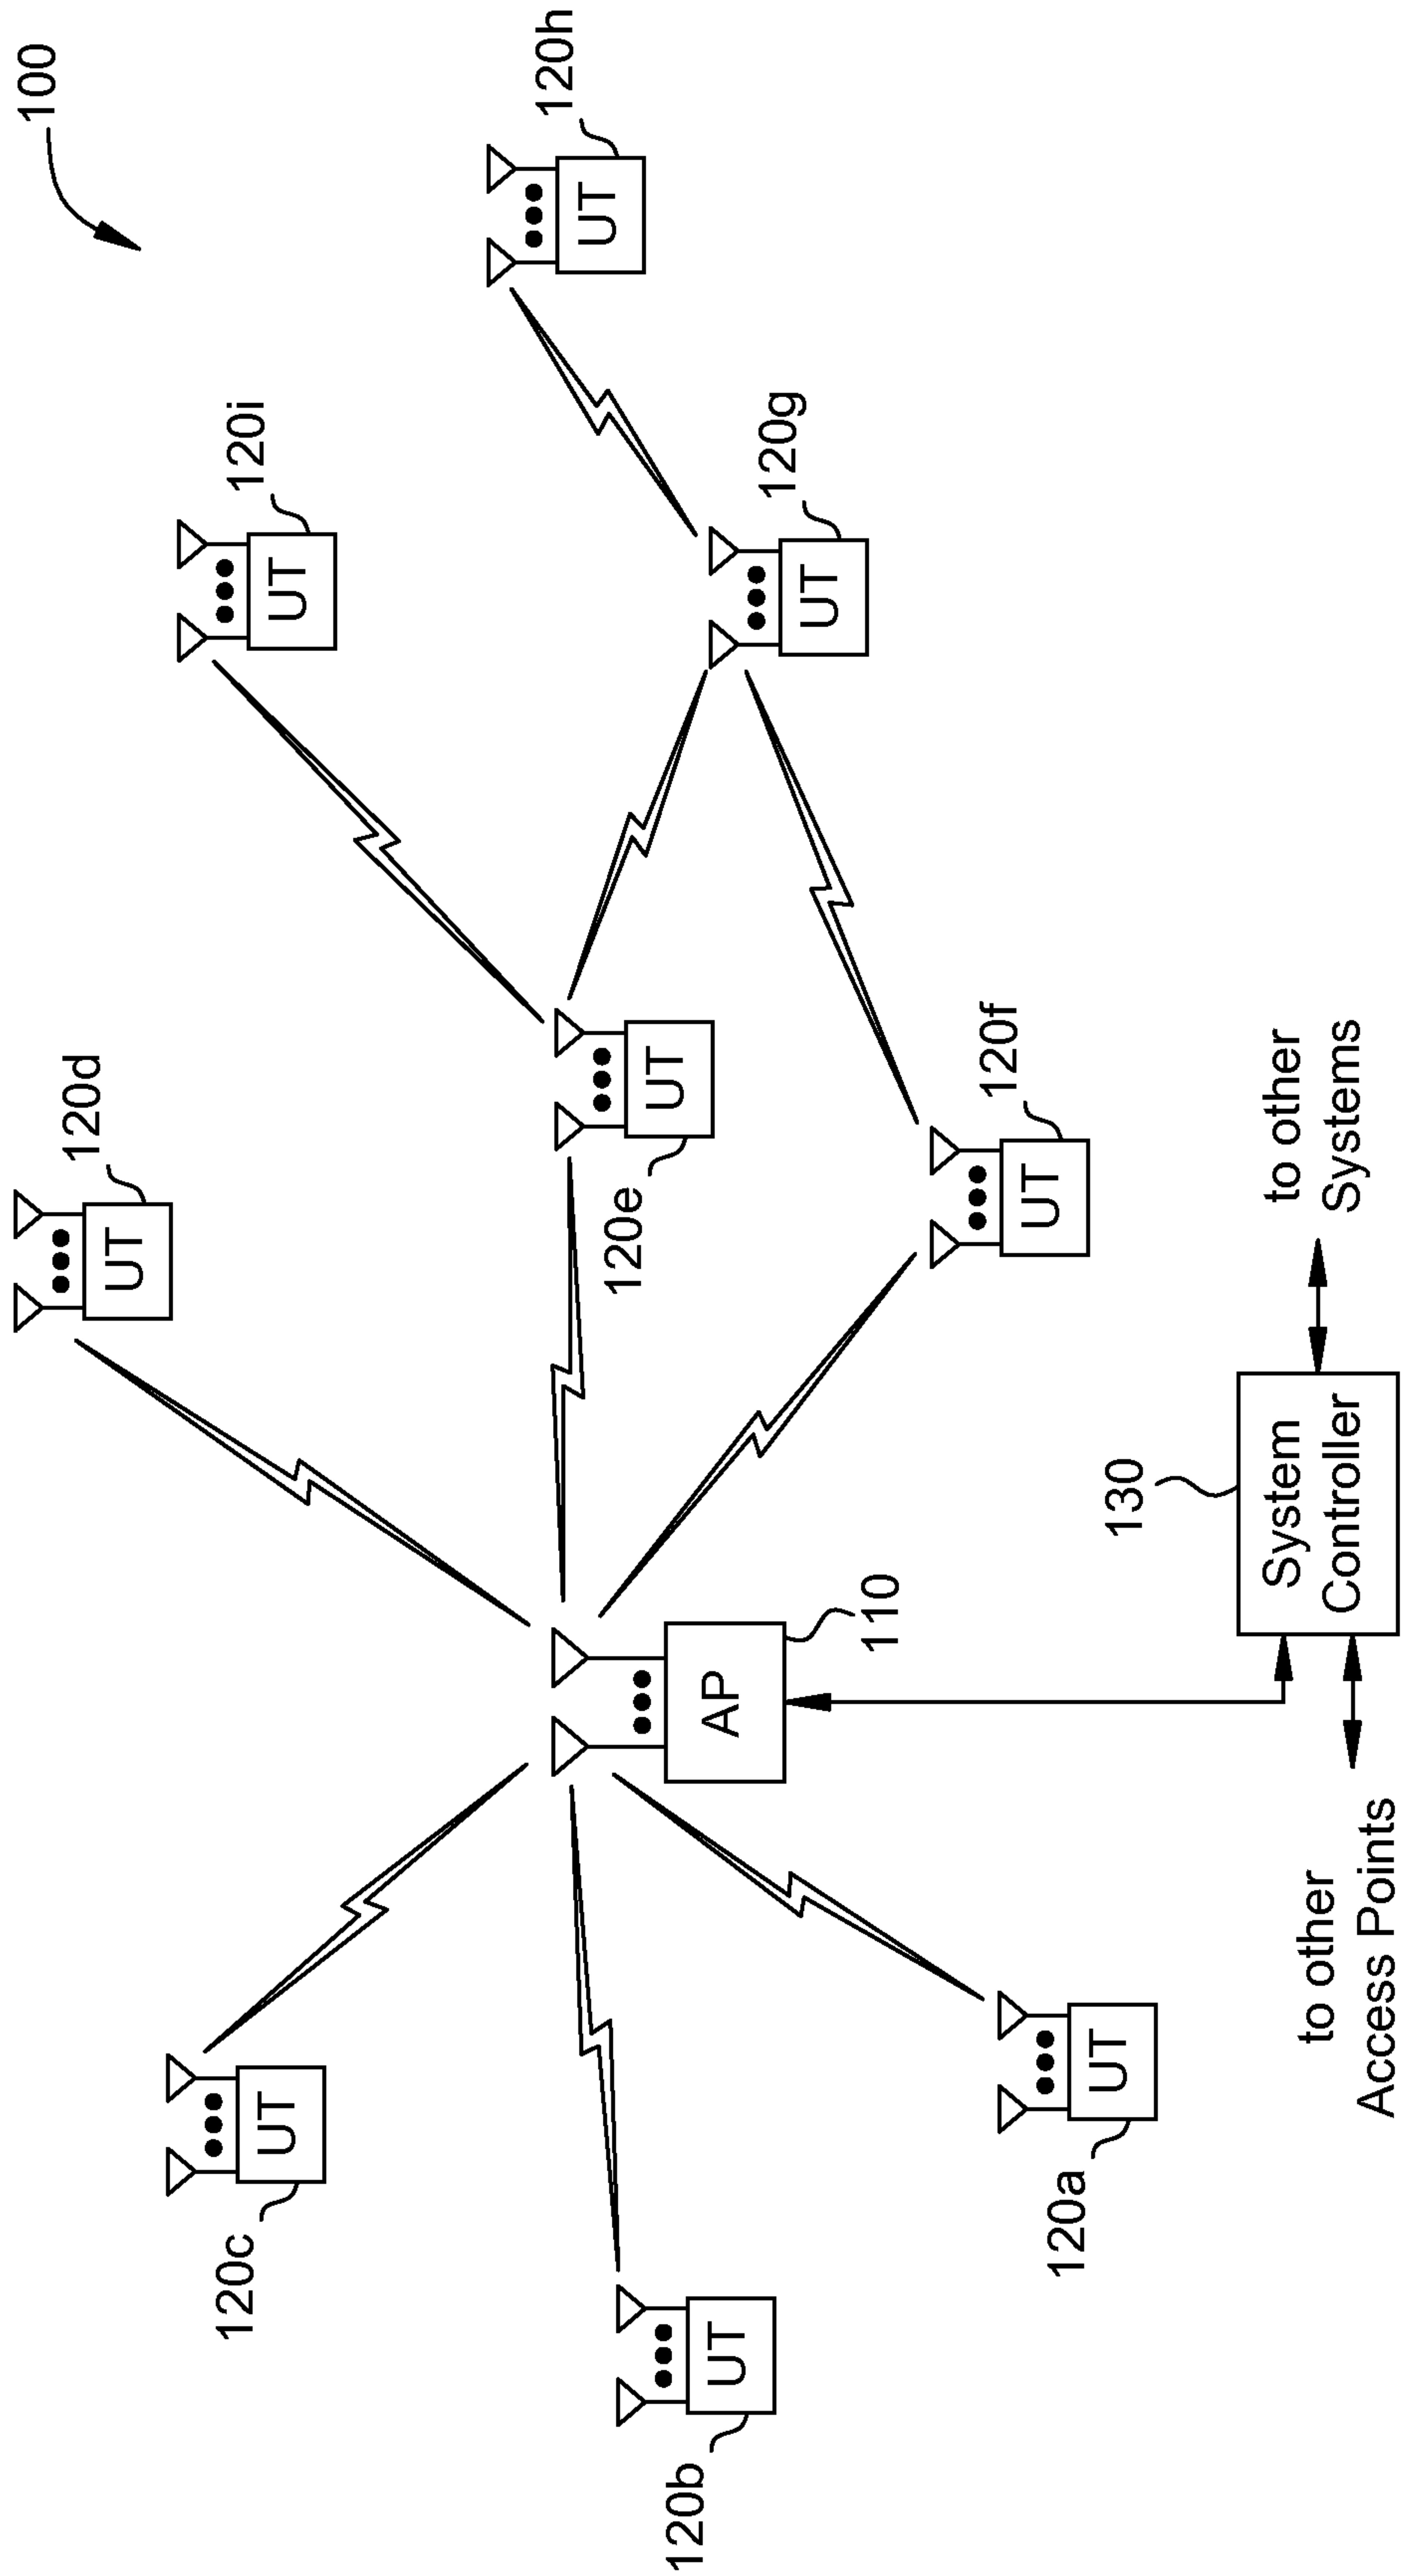 100
120d
UT
120i
UT
120h
UT
120c
UT
120e
UT
120g
UT
120b
UT
AP
110
120f
UT
120a
UT
130
System
Controller
to other
Systems
to other
Access Points